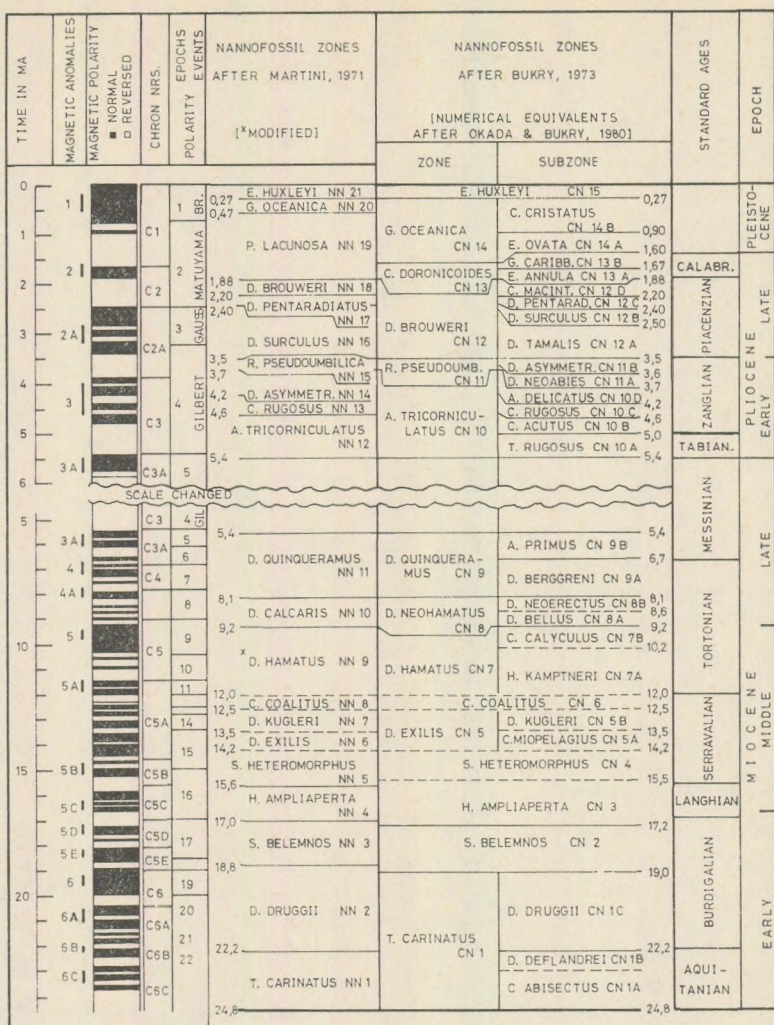 TIME IN MA
MAGNETIC ANOMALIES
MAGNETIC POLARITY
■ NORMAL
□ REVERSED
CHRON NRS.
POLARITY EPOCHS
EVENTS
NANNOFOSSIL ZONES
AFTER MARTINI, 1971
[ˣMODIFIED]
NANNOFOSSIL ZONES
AFTER BUKRY, 1973
[NUMERICAL EQUIVALENTS
AFTER OKADA & BUKRY, 1980]
ZONE
SUBZONE
STANDARD AGES
EPOCH
0
1
2
3
4
5
6
SCALE CHANGED
5
10
15
20
1
2
2A
3
3A
3A
4
4A
5
5A
5B
5C
5D
5E
6
6A
6B
6C
C1
C2
C2A
C3
C3A
C3
C3A
C4
C5
C5A
C5B
C5C
C5D
C5E
C6
C6A
C6B
C6C
1
2
3
4
5
4
5
6
7
8
9
10
11
14
15
16
17
19
20
21
22
BR.
MATUYAMA
GAUSS
GILBERT
GIL
0,27
0,47
1,88
2,20
2,40
3,5
3,7
4,2
4,6
5,4
5,4
8,1
9,2
12,0
12,5
13,5
14,2
15,6
17,0
18,8
22,2
24,8
E. HUXLEYI NN 21
G. OCEANICA NN 20
P. LACUNOSA NN 19
D. BROUWERI NN 18
D. PENTARADIATUS
NN 17
D. SURCULUS NN 16
R. PSEUDOUMBILICA
NN 15
D. ASYMMETR. NN 14
C. RUGOSUS NN 13
A. TRICORNICULATUS
NN 12
D. QUINQUERAMUS
NN 11
D. CALCARIS NN 10
x
D. HAMATUS NN 9
C. COALITUS NN 8
D. KUGLERI NN 7
D. EXILIS NN 6
S. HETEROMORPHUS
NN 5
H. AMPLIAPERTA
NN 4
S. BELEMNOS NN 3
D. DRUGGII NN 2
T. CARINATUS NN 1
E. HUXLEYI CN 15
G. OCEANICA
CN 14
C. DORONICOIDES
CN 13
D. BROUWERI
CN 12
R. PSEUDOUMB.
CN 11
A. TRICORNICU-
LATUS CN 10
D. QUINQUERA-
MUS CN 9
D. NEOHAMATUS
CN 8
D. HAMATUS CN 7
C. COALITUS CN 6
D. EXILIS CN 5
S. HETEROMORPHUS CN 4
H. AMPLIAPERTA CN 3
S. BELEMNOS CN 2
T. CARINATUS
CN 1
C. CRISTATUS
CN 14 B
E. OVATA CN 14 A
G. CARIBB. CN 13 B
E. ANNULA CN 13 A
C. MACINT. CN 12 D
D. PENTARAD. CN 12 C
D. SURCULUS CN 12 B
D. TAMALIS CN 12 A
D. ASYMMETR. CN 11 B
D. NEOABIES CN 11 A
A. DELICATUS CN 10 D
C. RUGOSUS CN 10 C
C. ACUTUS CN 10 B
T. RUGOSUS CN 10 A
A. PRIMUS CN 9B
D. BERGGRENI CN 9A
D. NEORECTUS CN 8B
D. BELLUS CN 8 A
C. CALYCULUS CN 7B
H. KAMPTNERI CN 7A
D. KUGLERI CN 5B
C.MIOPELAGIUS CN 5A
D. DRUGGII CN 1C
D. DEFLANDREI CN 1B
C ABISECTUS CN 1A
0,27
0,90
1,60
1,67
1,88
2,20
2,40
2,50
3,5
3,6
3,7
4,2
4,6
5,0
5,4
5,4
6,7
8,1
8,6
9,2
10,2
12,0
12,5
13,5
14,2
15,5
17,2
19,0
22,2
24,8
CALABR.
PIACENZIAN
ZANGLIAN
TABIAN.
MESSINIAN
TORTONIAN
SERRAVALIAN
LANGHIAN
BURDIGALIAN
AQUI-
TANIAN
PLEISTO-
CENE
PLIOCENE
LATE
EARLY
MIOCENE
LATE
MIDDLE
EARLY